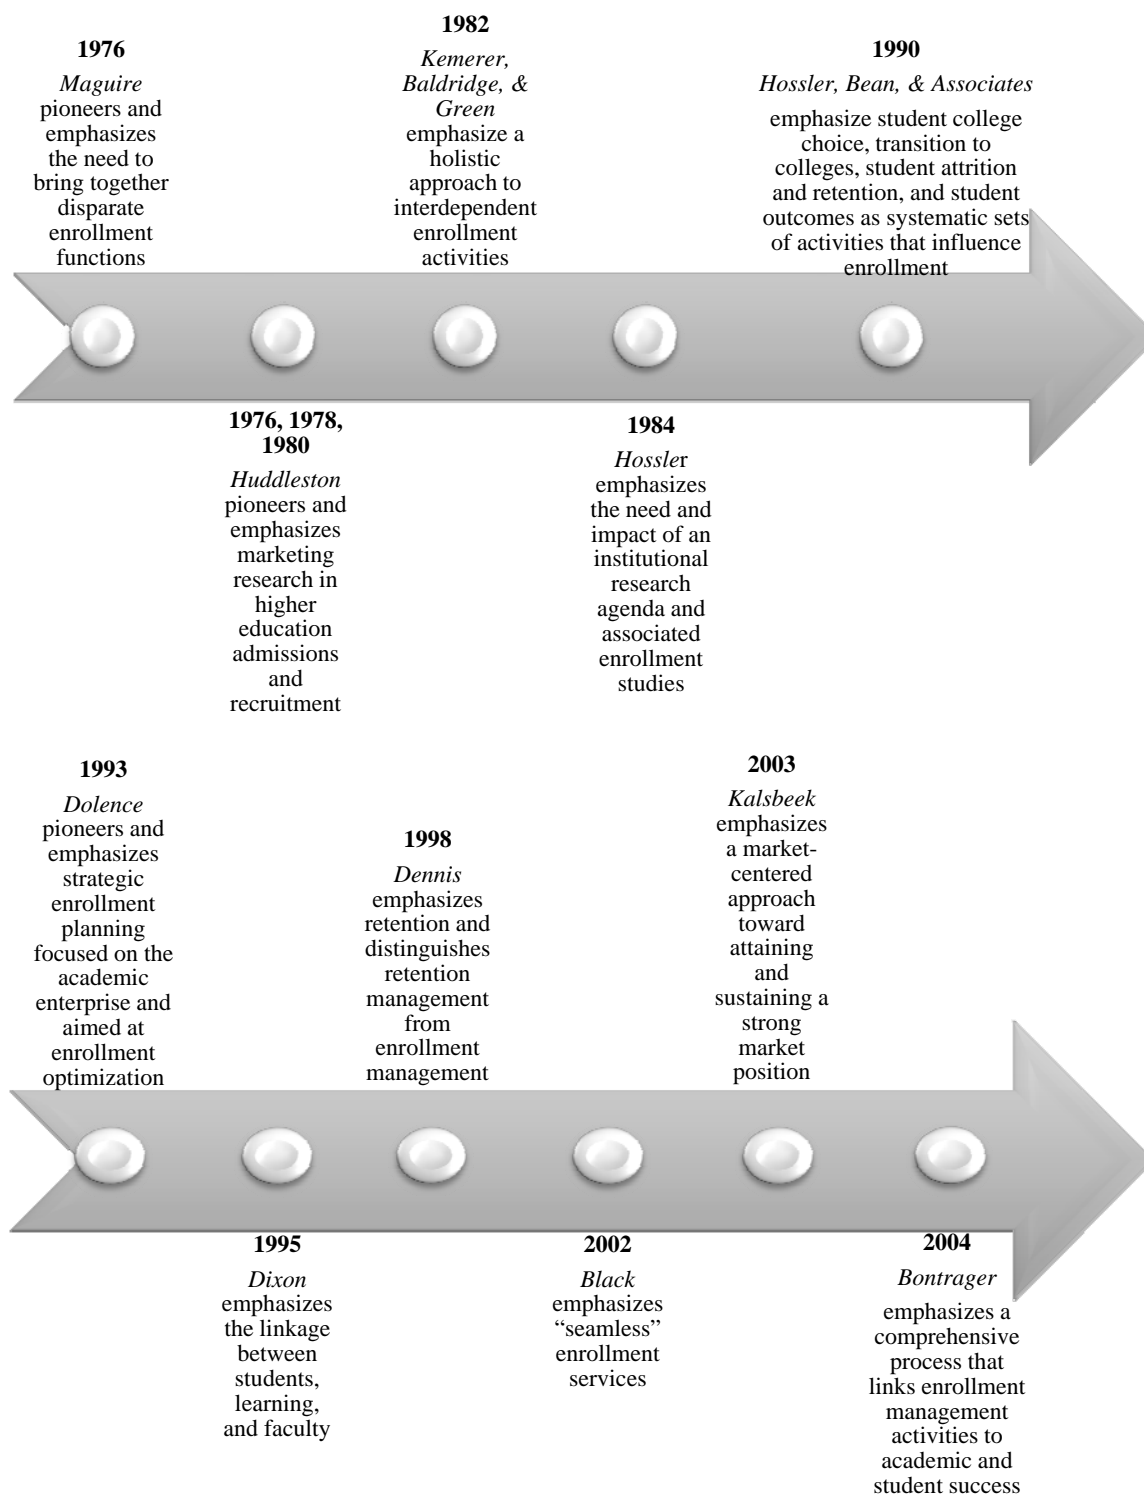 1976
Maguire
pioneers and
emphasizes
the need to
bring together
disparate
enrollment
functions
1976, 1978,
1980
Huddleston
pioneers and
emphasizes
marketing
research in
higher
education
admissions
and
recruitment
1982
Kemerer,
Baldridge, &
Green
emphasize a
holistic
approach to
interdependent
enrollment
activities
1984
Hossler
emphasizes
the need and
impact of an
institutional
research
agenda and
associated
enrollment
studies
1990
Hossler, Bean, & Associates
emphasize student college
choice, transition to
colleges, student attrition
and retention, and student
outcomes as systematic sets
of activities that influence
enrollment
1993
Dolence
pioneers and
emphasizes
strategic
enrollment
planning
focused on the
academic
enterprise and
aimed at
enrollment
optimization
1995
Dixon
emphasizes
the linkage
between
students,
learning,
and faculty
1998
Dennis
emphasizes
retention and
distinguishes
retention
management
from
enrollment
management
2002
Black
emphasizes
“seamless”
enrollment
services
2003
Kalsbeek
emphasizes
a market-
centered
approach
toward
attaining
and
sustaining a
strong
market
position
2004
Bontrager
emphasizes a
comprehensive
process that
links enrollment
management
activities to
academic and
student success